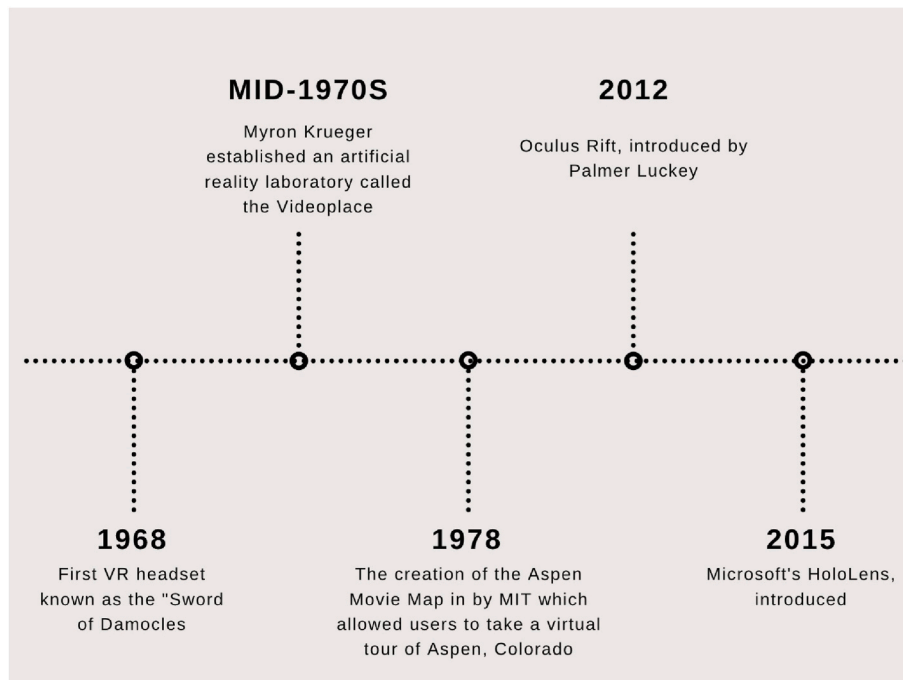 MID-1970S
Myron Krueger
established an artificial
reality laboratory called
the Videoplace
2012
Oculus Rift, introduced by
Palmer Luckey
1968
First VR headset
known as the "Sword
of Damocles
1978
The creation of the Aspen
Movie Map in by MIT which
allowed users to take a virtual
tour of Aspen, Colorado
2015
Microsoft's HoloLens,
introduced